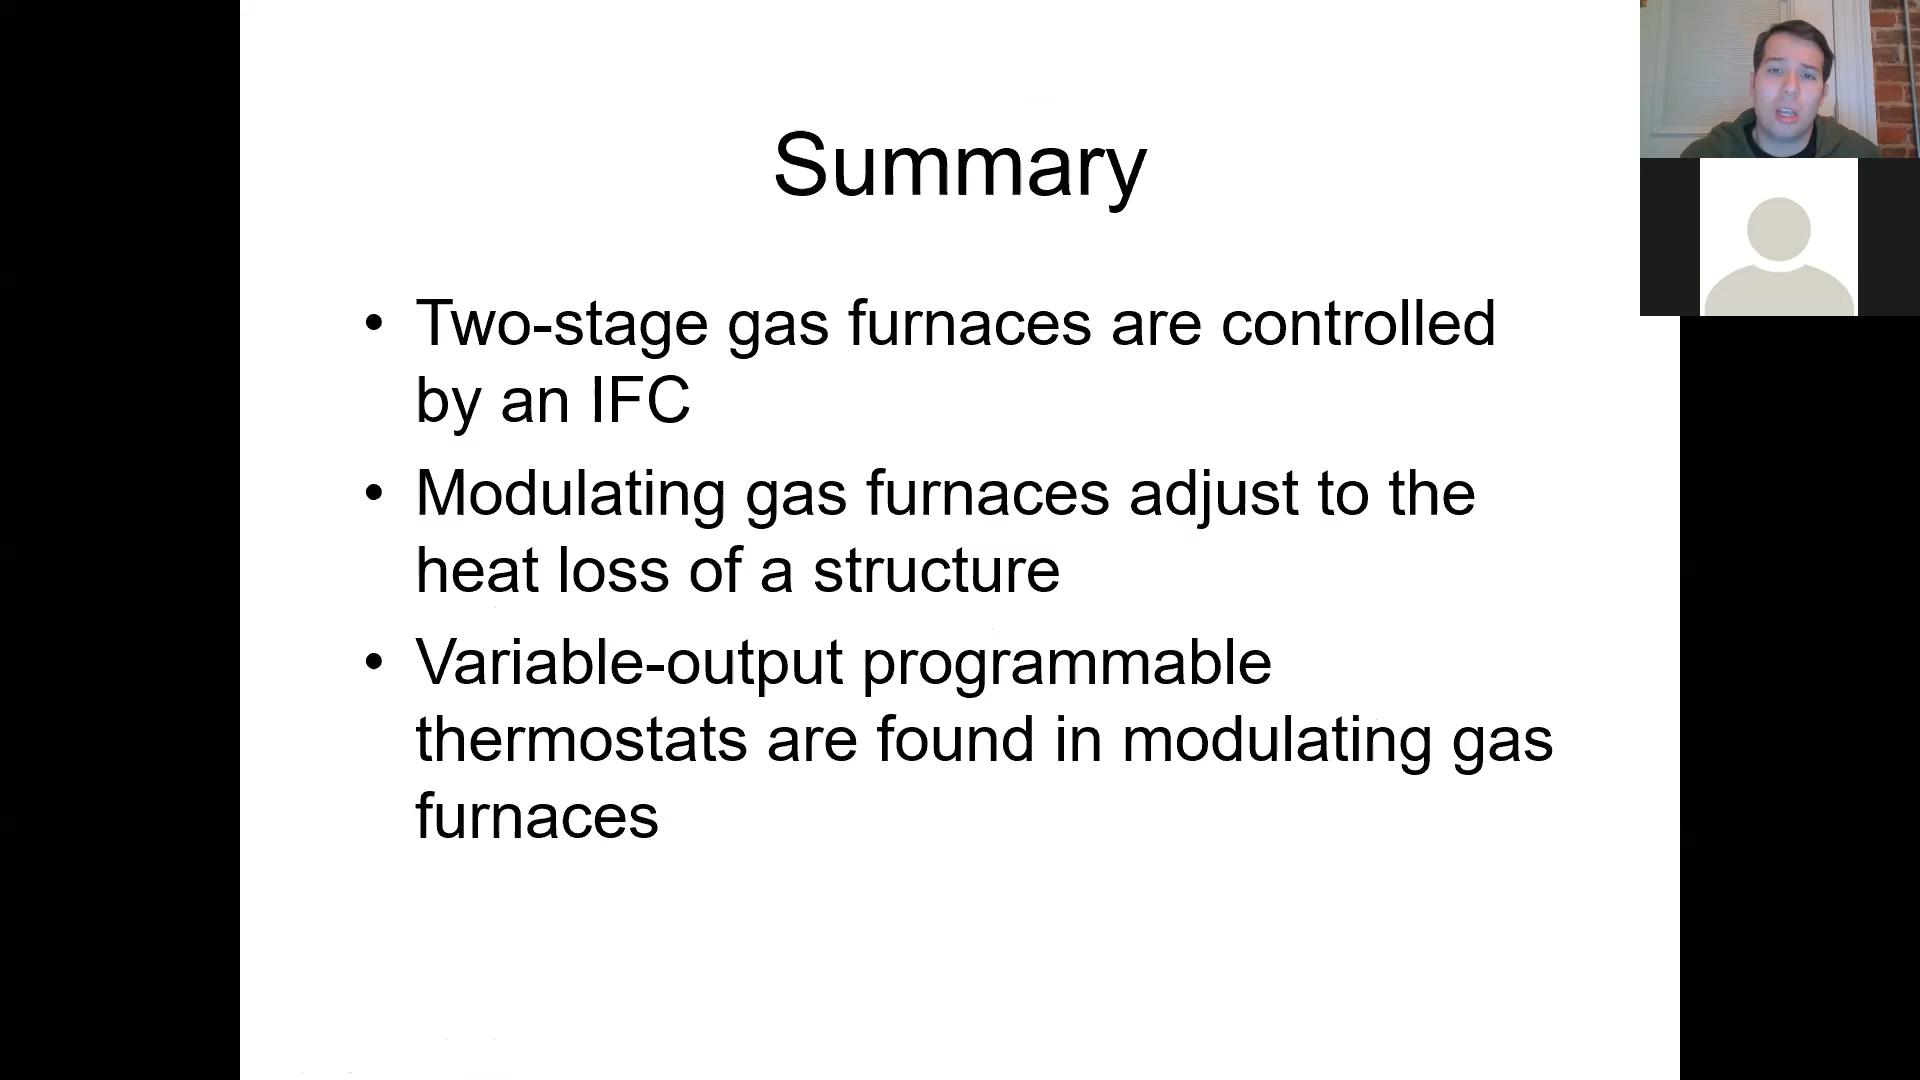 Summary
• Two-stage gas furnaces are controlled
by an IFC
• Modulating gas furnaces adjust to the
heat loss of a structure
• Variable-output programmable
thermostats are found in modulating gas
furnaces